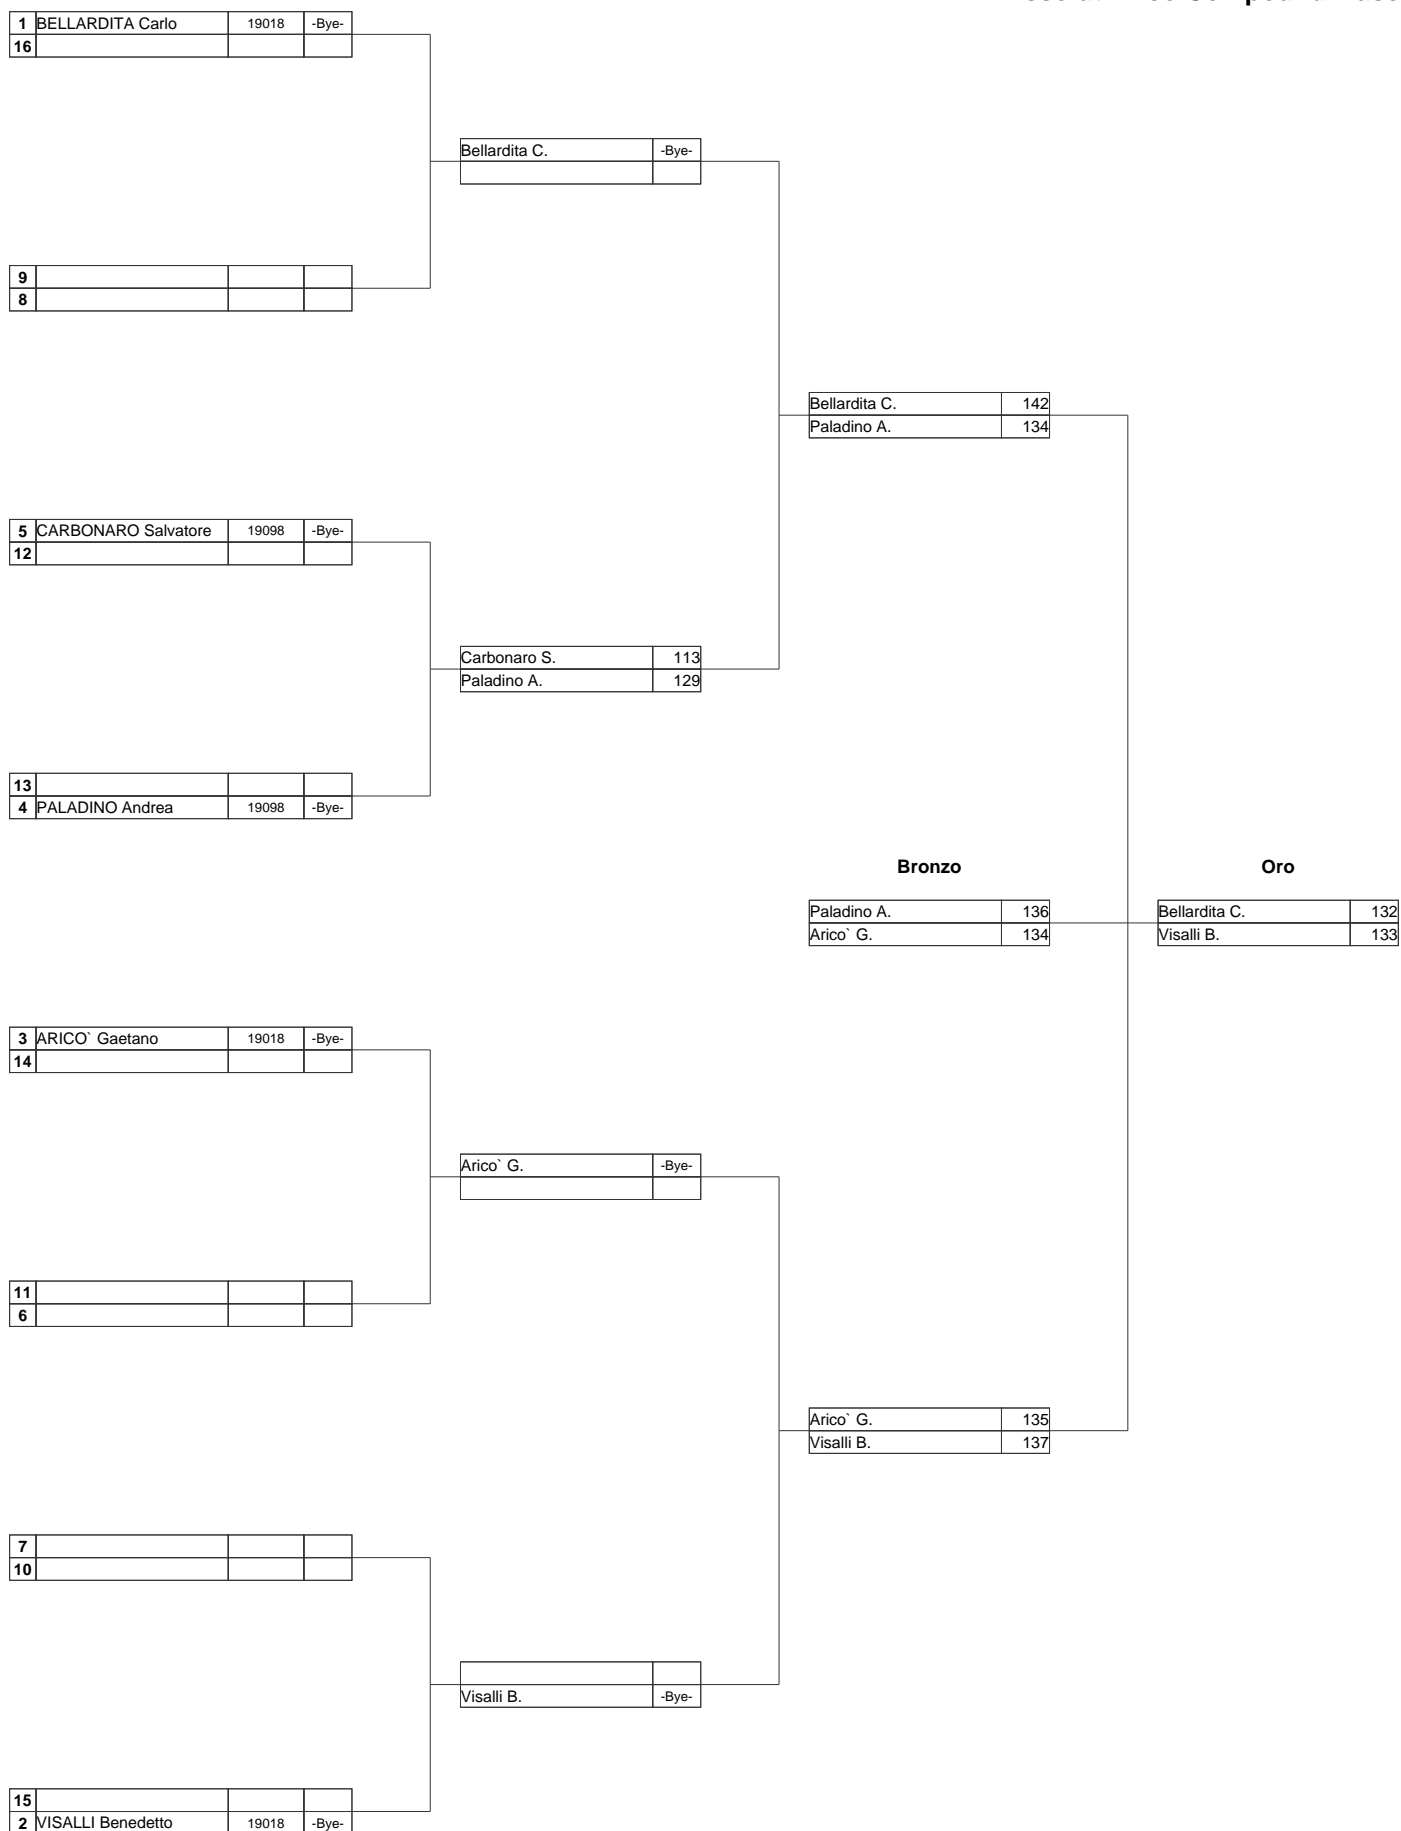 1 BELLARDITA Carlo 19018 -Bye-
16
Bellardita C. -Bye-
9
8
Bellardita C. 142
Paladino A. 134
5 CARBONARO Salvatore 19098 -Bye-
12
Carbonaro S. 113
Paladino A. 129
13
4 PALADINO Andrea 19098 -Bye-
Bronzo Oro
Paladino A. 136 Bellardita C. 132
Arico` G. 134 Visalli B. 133
3 ARICO` Gaetano 19018 -Bye-
14
Arico` G. -Bye-
11
6
Arico` G. 135
Visalli B. 137
7
10
Visalli B. -Bye-
15
2 VISALLI Benedetto 19018 -Bye-